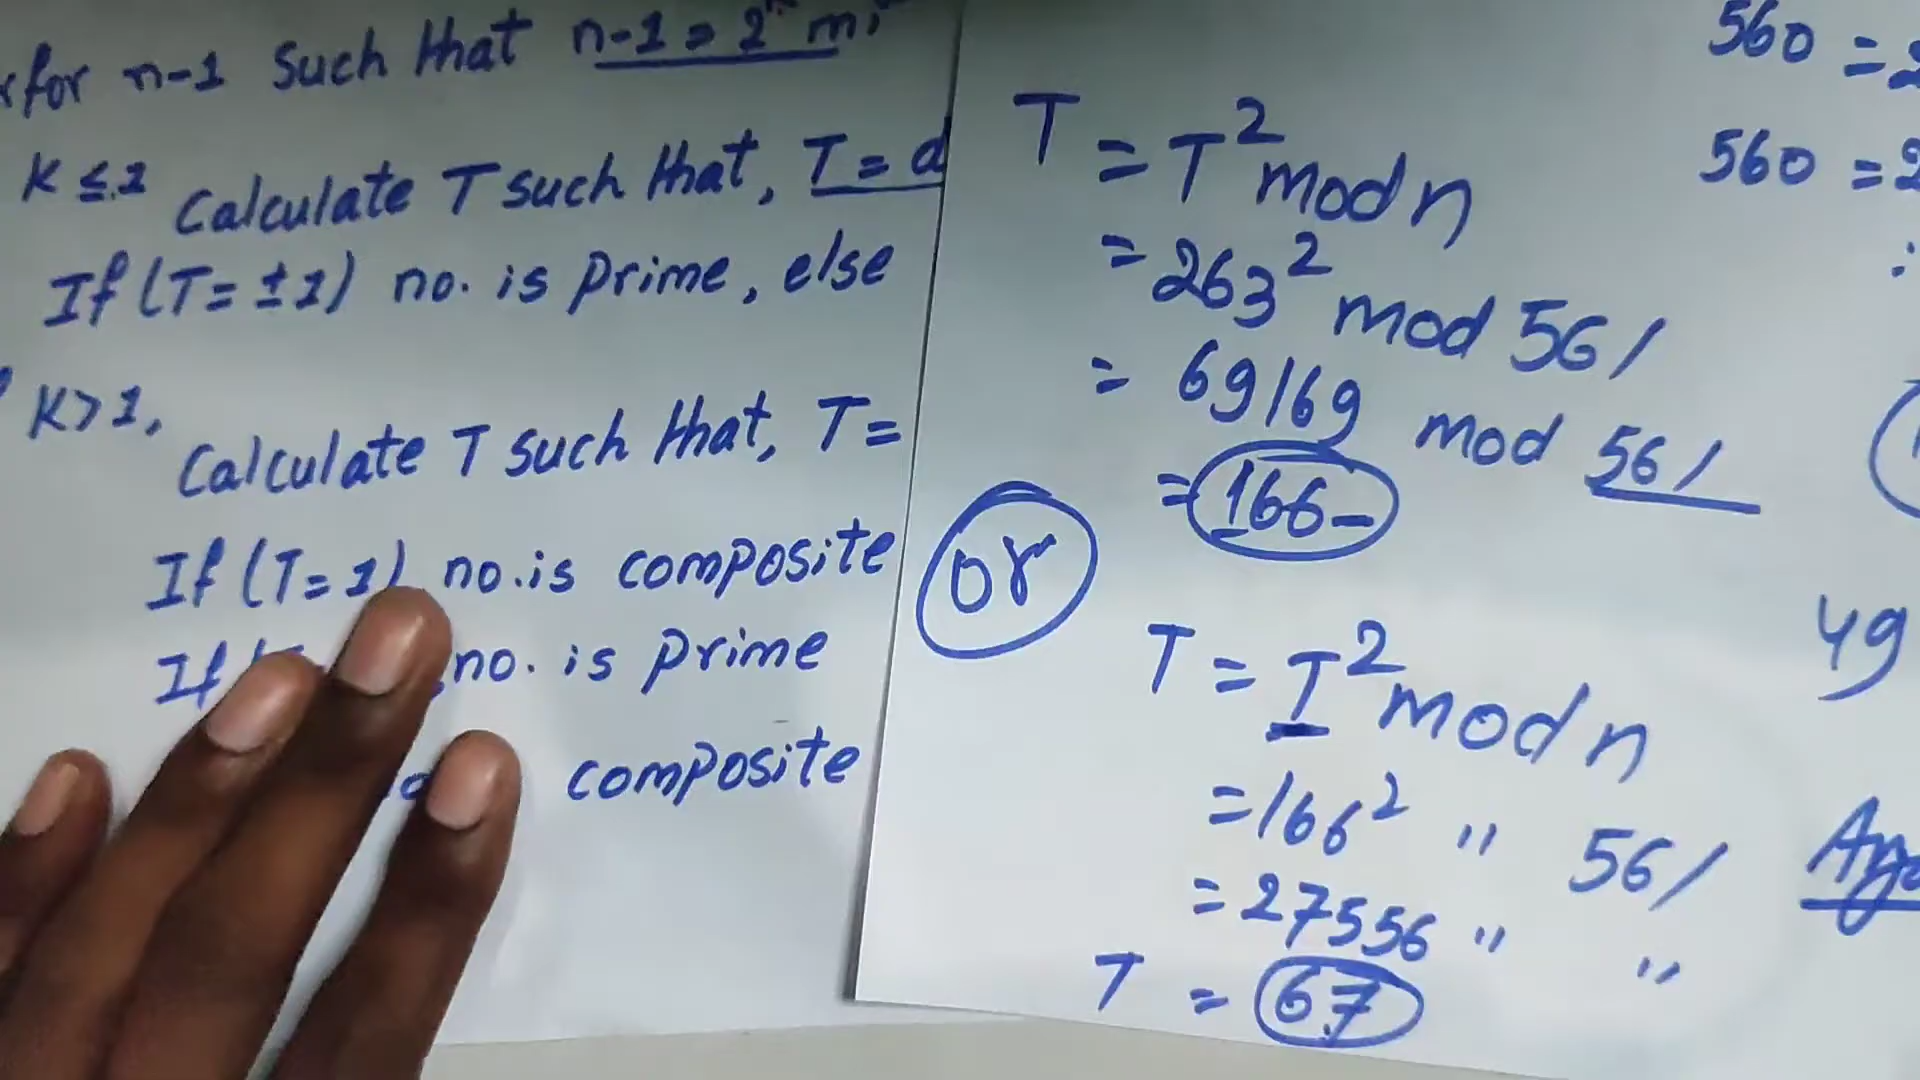 for n-1 such that n-1=2 m
K≤1
Calculate T such that, T=a
If (T=±1) no. is prime, else
K>1,
Calculate T such that, T=
If (T=1) no. is composite
If no. is prime
composite
T = T² mod n
= 263² mod 561
= 69169 mod 561
= 166
or
T = T² mod n
= 166² " 561
= 27556 " "
T = 67
560 =
560 =
49